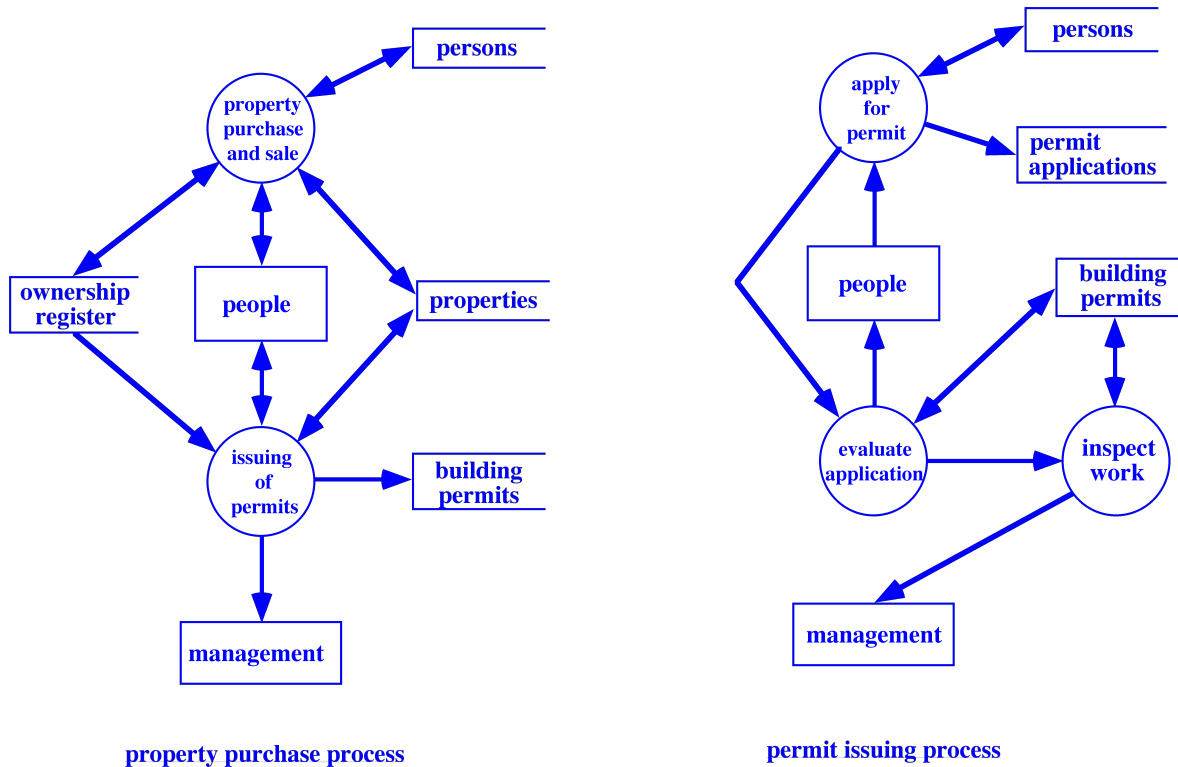 persons
property
purchase
and sale
ownership
register
people
properties
issuing
of
permits
building
permits
management
property purchase process
persons
apply
for
permit
permit
applications
people
building
permits
evaluate
application
inspect
work
management
permit issuing process